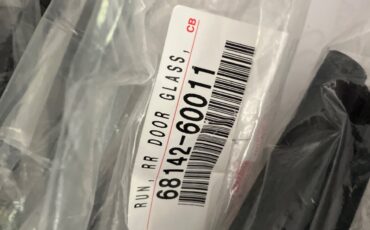 RUN, RR DOOR GLASS,
CB
68142-60011